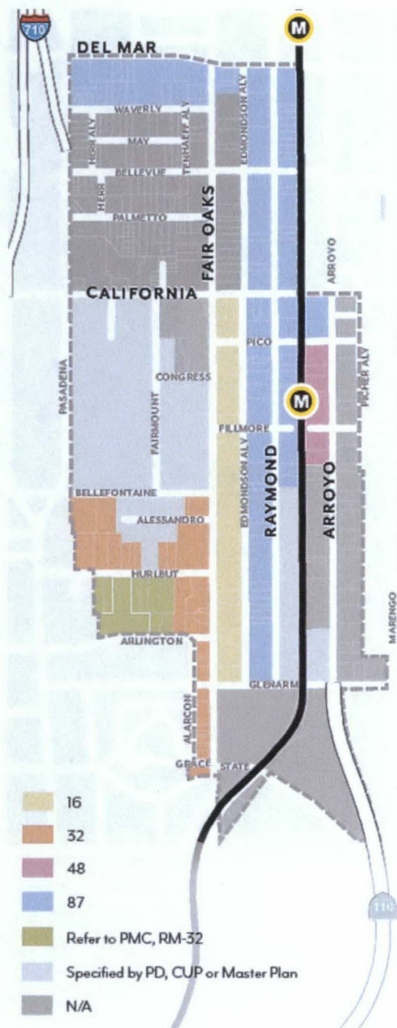 710
M
DEL MAR
WAVERLY
HERR ALY
MAY
TENHAEFF ALY
EDMONDSON ALY
BELLEVUE
HERR
PALMETTO
FAIR OAKS
ARROYO
CALIFORNIA
PICO
PASADENA
CONGRESS
M
PICHER ALY
FAIRMOUNT
FILLMORE
EDMONDSON ALY
RAYMOND
ARROYO
BELLEFONTAINE
ALESSANDRO
HURLBUT
ARLINGTON
MARENGO
GLENARM
ALARCON
GRACE
STATE
16
32
48
87
Refer to PMC, RM-32
Specified by PD, CUP or Master Plan
N/A
110